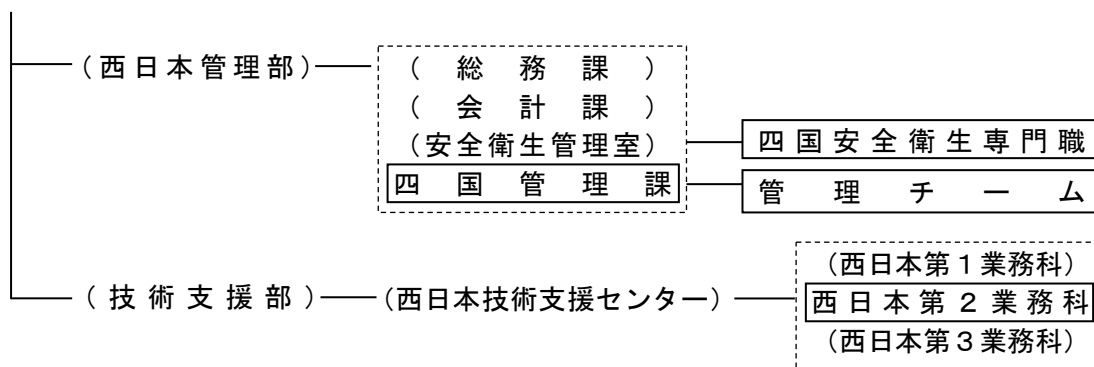 （西日本管理部）
（総務課）
（会計課）
（安全衛生管理室）
四国安全衛生専門職
四国管理課
管理チーム
（技術支援部）
（西日本技術支援センター）
（西日本第１業務科）
西日本第２業務科
（西日本第３業務科）